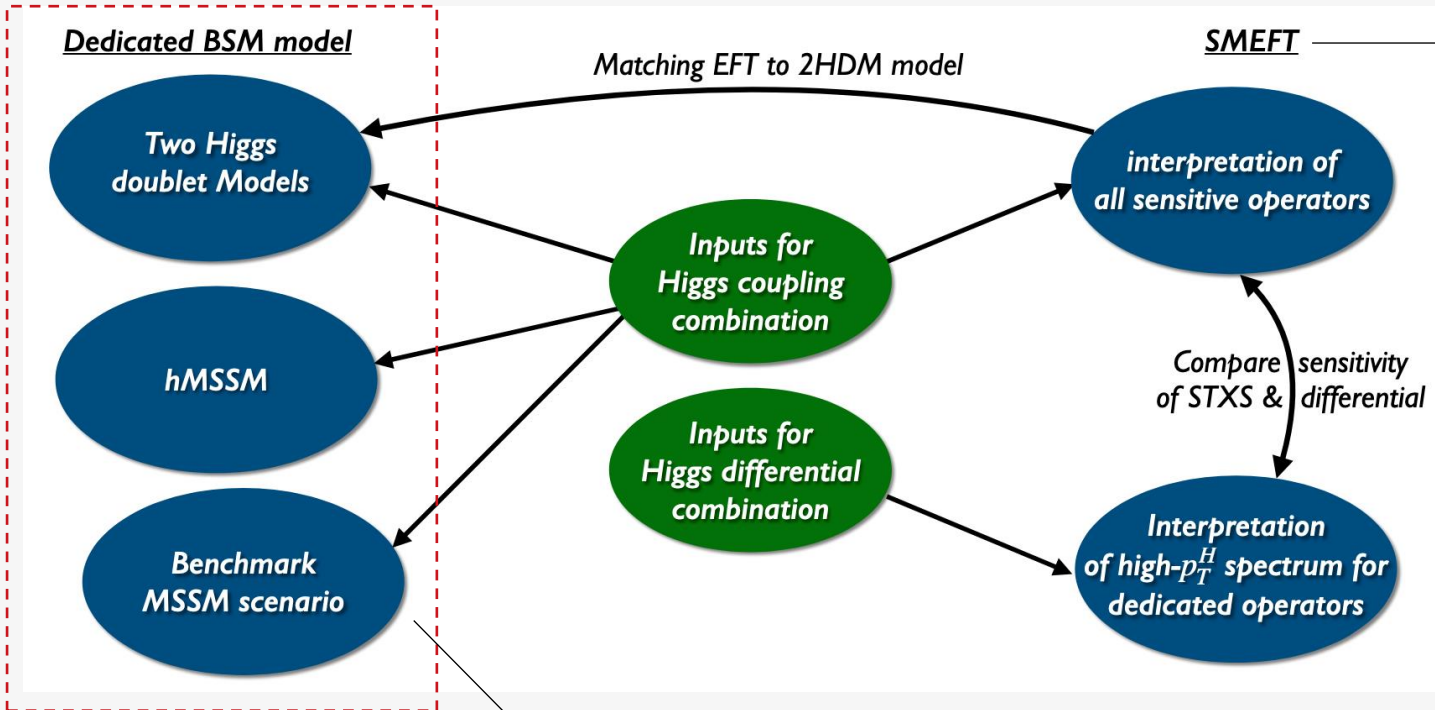 Dedicated BSM model
SMEFT
Matching EFT to 2HDM model
Two Higgs
doublet Models
interpretation of
all sensitive operators
Inputs for
Higgs coupling
combination
hMSSM
Compare sensitivity
of STXS & differential
Inputs for
Higgs differential
combination
Benchmark
MSSM scenario
Interpretation
of high-$p_T^H$ spectrum for
dedicated operators